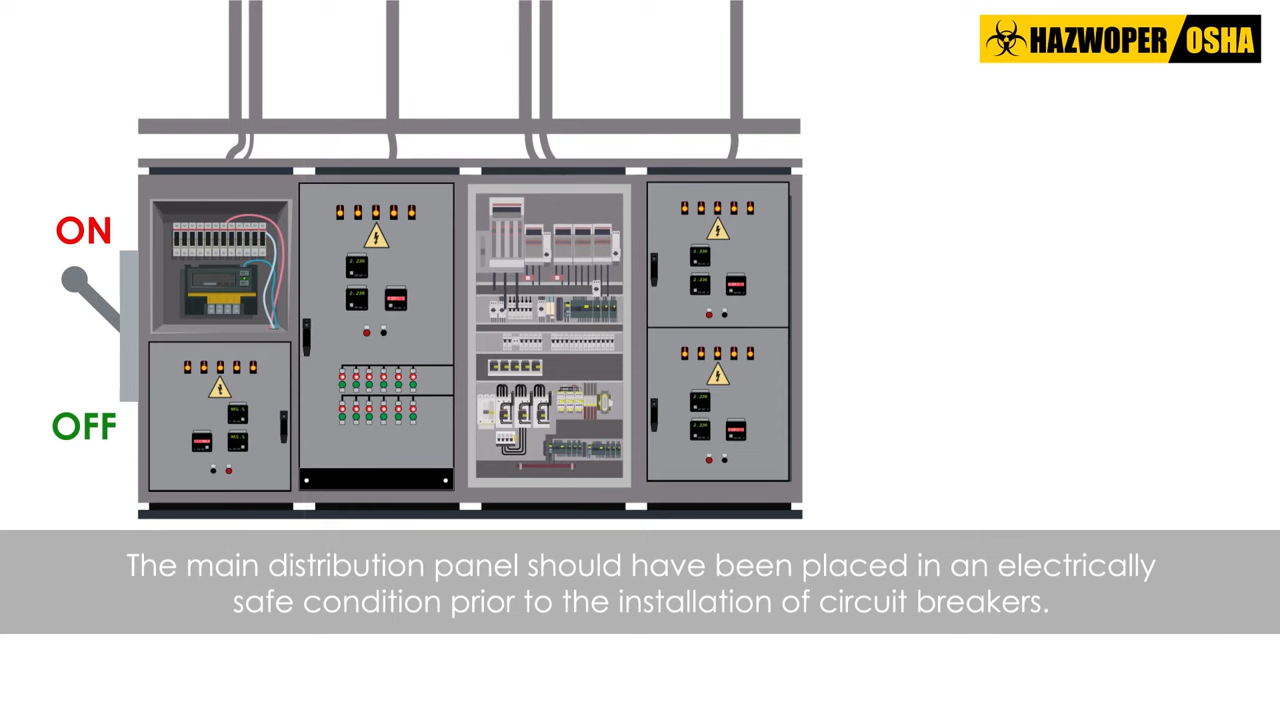 HAZWOPER OSHA
ON
OFF
The main distribution panel should have been placed in an electrically
safe condition prior to the installation of circuit breakers.